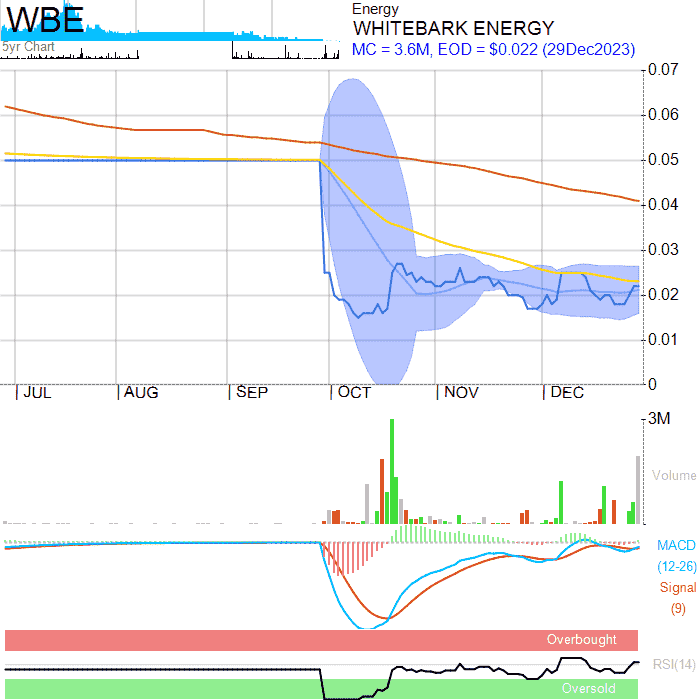 WBE
5yr Chart
Energy
WHITEBARK ENERGY
MC = 3.6M, EOD = $0.022 (29Dec2023)
0.07
0.06
0.05
0.04
0.03
0.02
0.01
0
JUL AUG SEP OCT NOV DEC
3M
Volume
MACD
(12-26)
Signal
(9)
Overbought
RSI(14)
Oversold